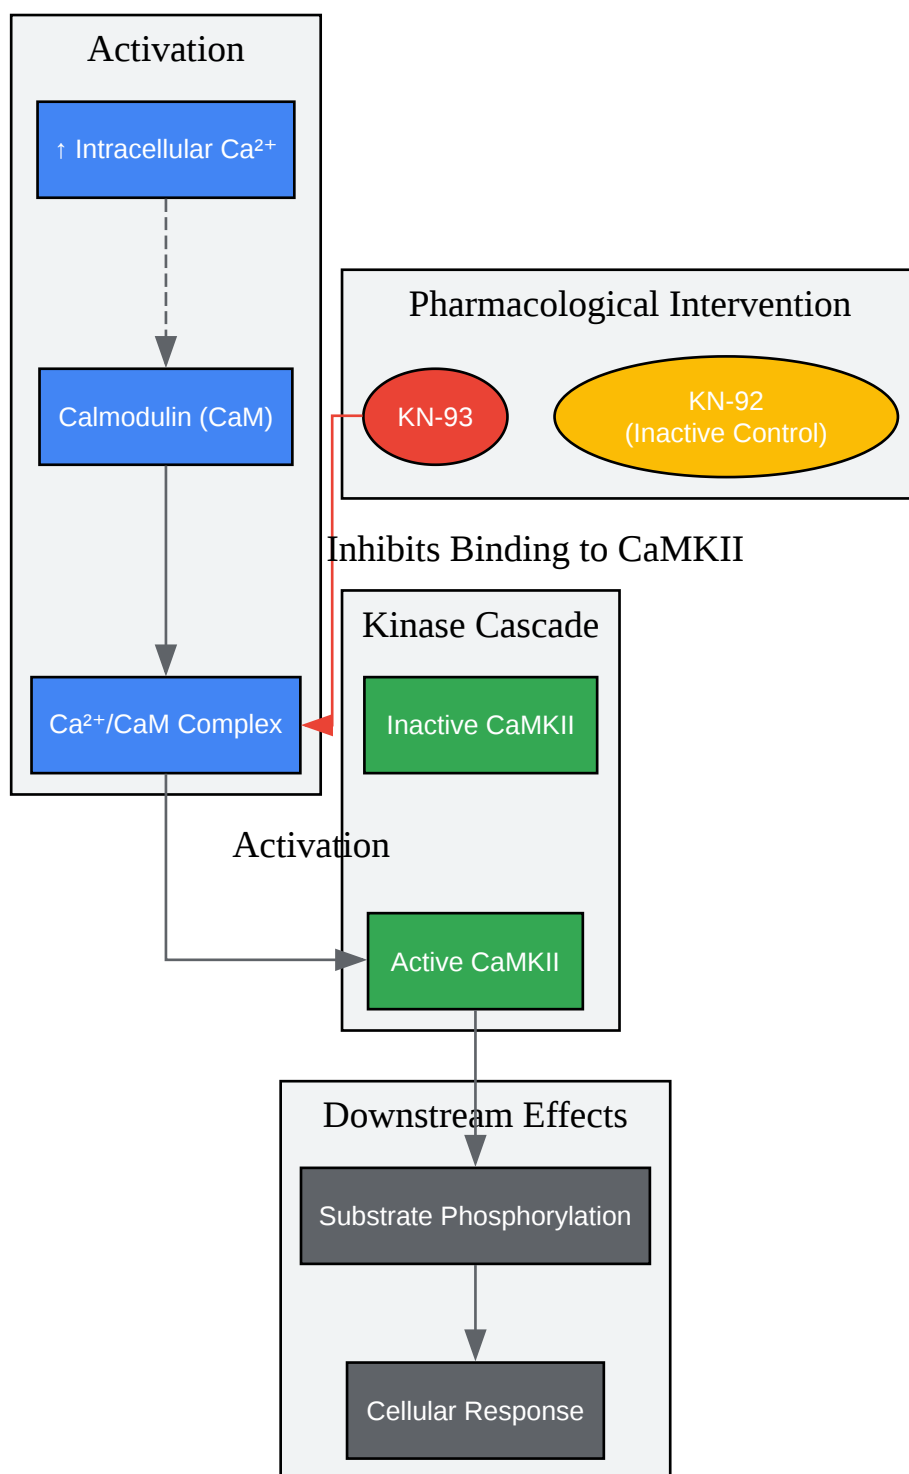 Activation
↑ Intracellular Ca²⁺
Pharmacological Intervention
Calmodulin (CaM)
KN-93
KN-92
(Inactive Control)
Inhibits Binding to CaMKII
Kinase Cascade
Ca²⁺/CaM Complex
Inactive CaMKII
Activation
Active CaMKII
Downstream Effects
Substrate Phosphorylation
Cellular Response